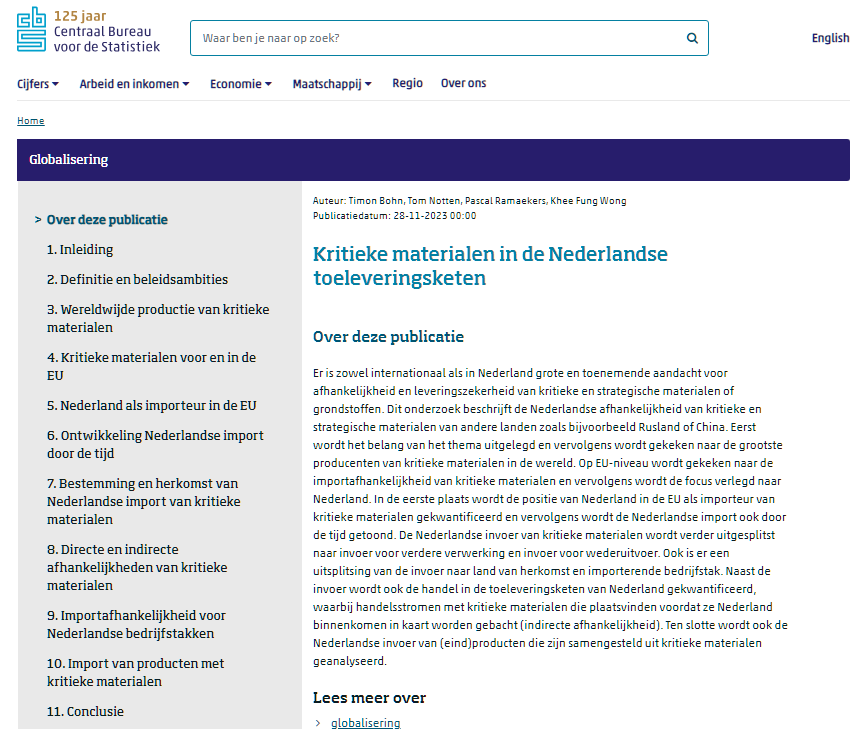 125 jaar
Centraal Bureau
voor de Statistiek
Waar ben je naar op zoek?
English
Cijfers
Arbeid en inkomen
Economie
Maatschappij
Regio
Over ons
Home
Globalisering
> Over deze publicatie
1. Inleiding
2. Definitie en beleidsambities
3. Wereldwijde productie van kritieke
materialen
4. Kritieke materialen voor en in de
EU
5. Nederland als importeur in de EU
6. Ontwikkeling Nederlandse import
door de tijd
7. Bestemming en herkomst van
Nederlandse import van kritieke
materialen
8. Directe en indirecte
afhankelijkheden van kritieke
materialen
9. Importafhankelijkheid voor
Nederlandse bedrijfstakken
10. Import van producten met
kritieke materialen
11. Conclusie
Auteur: Timon Bohn, Tom Notten, Pascal Ramaekers, Khee Fung Wong
Publicatiedatum: 28-11-2023 00:00
Kritieke materialen in de Nederlandse
toeleveringsketen
Over deze publicatie
Er is zowel internationaal als in Nederland grote en toenemende aandacht voor
afhankelijkheid en leveringszekerheid van kritieke en strategische materialen of
grondstoffen. Dit onderzoek beschrijft de Nederlandse afhankelijkheid van kritieke en
strategische materialen van andere landen zoals bijvoorbeeld Rusland of China. Eerst
wordt het belang van het thema uitgelegd en vervolgens wordt gekeken naar de grootste
producenten van kritieke materialen in de wereld. Op EU-niveau wordt gekeken naar de
importafhankelijkheid van kritieke materialen en vervolgens wordt de focus verlegd naar
Nederland. In de eerste plaats wordt de positie van Nederland in de EU als importeur van
kritieke materialen gekwantificeerd en vervolgens wordt de Nederlandse import ook door
de tijd getoond. De Nederlandse invoer van kritieke materialen wordt verder uitgesplitst
naar invoer voor verdere verwerking en invoer voor wederuitvoer. Ook is er een
uitsplitsing van de invoer naar land van herkomst en importerende bedrijfstak. Naast de
invoer wordt ook de handel in de toeleveringsketen van Nederland gekwantificeerd,
waarbij handelsstromen met kritieke materialen die plaatsvinden voordat ze Nederland
binnenkomen in kaart worden gebacht (indirecte afhankelijkheid). Ten slotte wordt ook de
Nederlandse invoer van (eind)producten die zijn samengesteld uit kritieke materialen
geanalyseerd.
Lees meer over
> globalisering